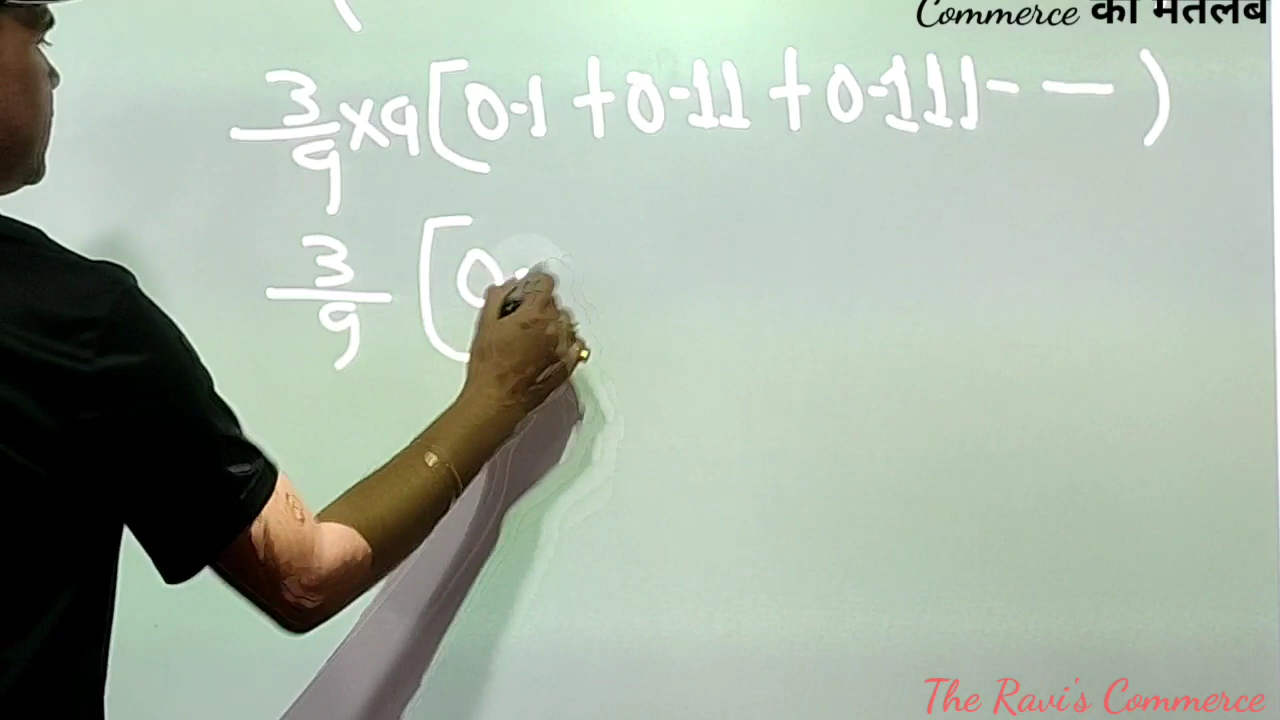 Commerce का मतलब
3/9 × 9 [0.1 + 0.11 + 0.111 - — )
3/9 [0.
The Ravi's Commerce